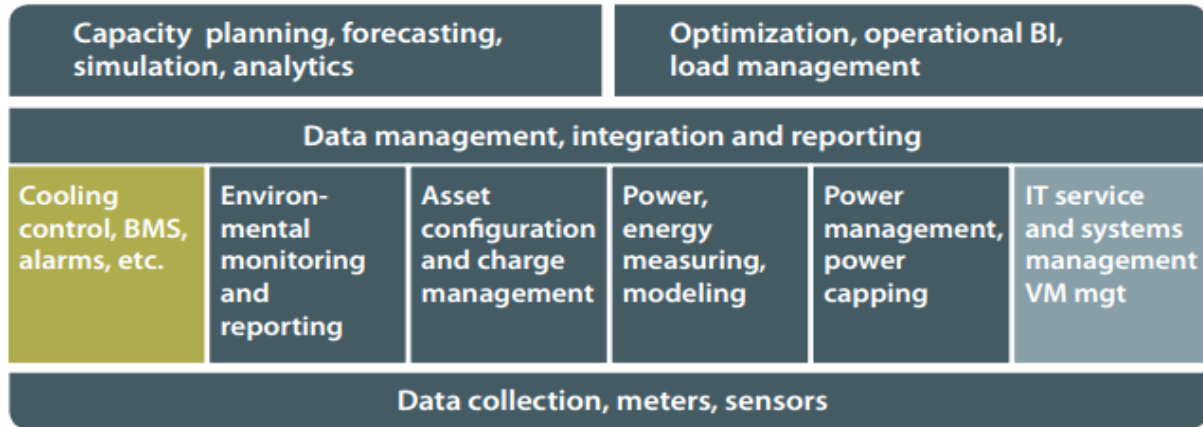 Capacity planning, forecasting,
simulation, analytics
Optimization, operational BI,
load management
Data management, integration and reporting
Cooling
control, BMS,
alarms, etc.
Environ-
mental
monitoring
and
reporting
Asset
configuration
and charge
management
Power,
energy
measuring,
modeling
Power
management,
power
capping
IT service
and systems
management
VM mgt
Data collection, meters, sensors